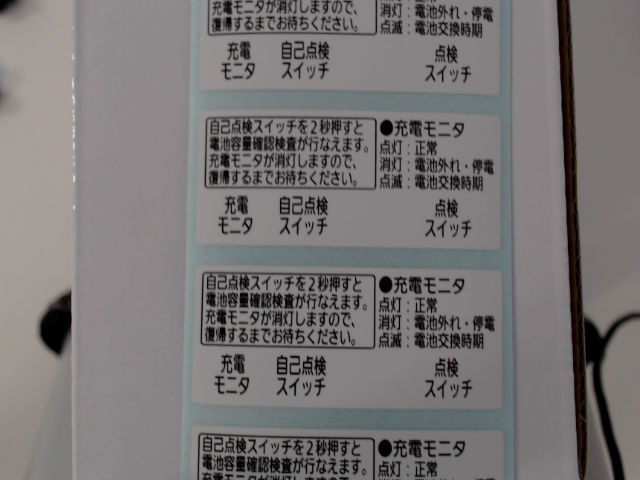 充電モニタが消灯しますので、
復帰するまでお待ちください。
消灯：電池外れ・停電
点滅：電池交換時期
充電
モニタ
自己点検
スイッチ
点検
スイッチ
自己点検スイッチを2秒押すと
電池容量確認検査が行なえます。
充電モニタが消灯しますので、
復帰するまでお待ちください。
●充電モニタ
点灯：正常
消灯：電池外れ・停電
点滅：電池交換時期
充電
モニタ
自己点検
スイッチ
点検
スイッチ
自己点検スイッチを2秒押すと
電池容量確認検査が行なえます。
充電モニタが消灯しますので、
復帰するまでお待ちください。
●充電モニタ
点灯：正常
消灯：電池外れ・停電
点滅：電池交換時期
充電
モニタ
自己点検
スイッチ
点検
スイッチ
自己点検スイッチを2秒押すと
電池容量確認検査が行なえます。
充電モニタが消灯しますので
●充電モニタ
点灯：正常